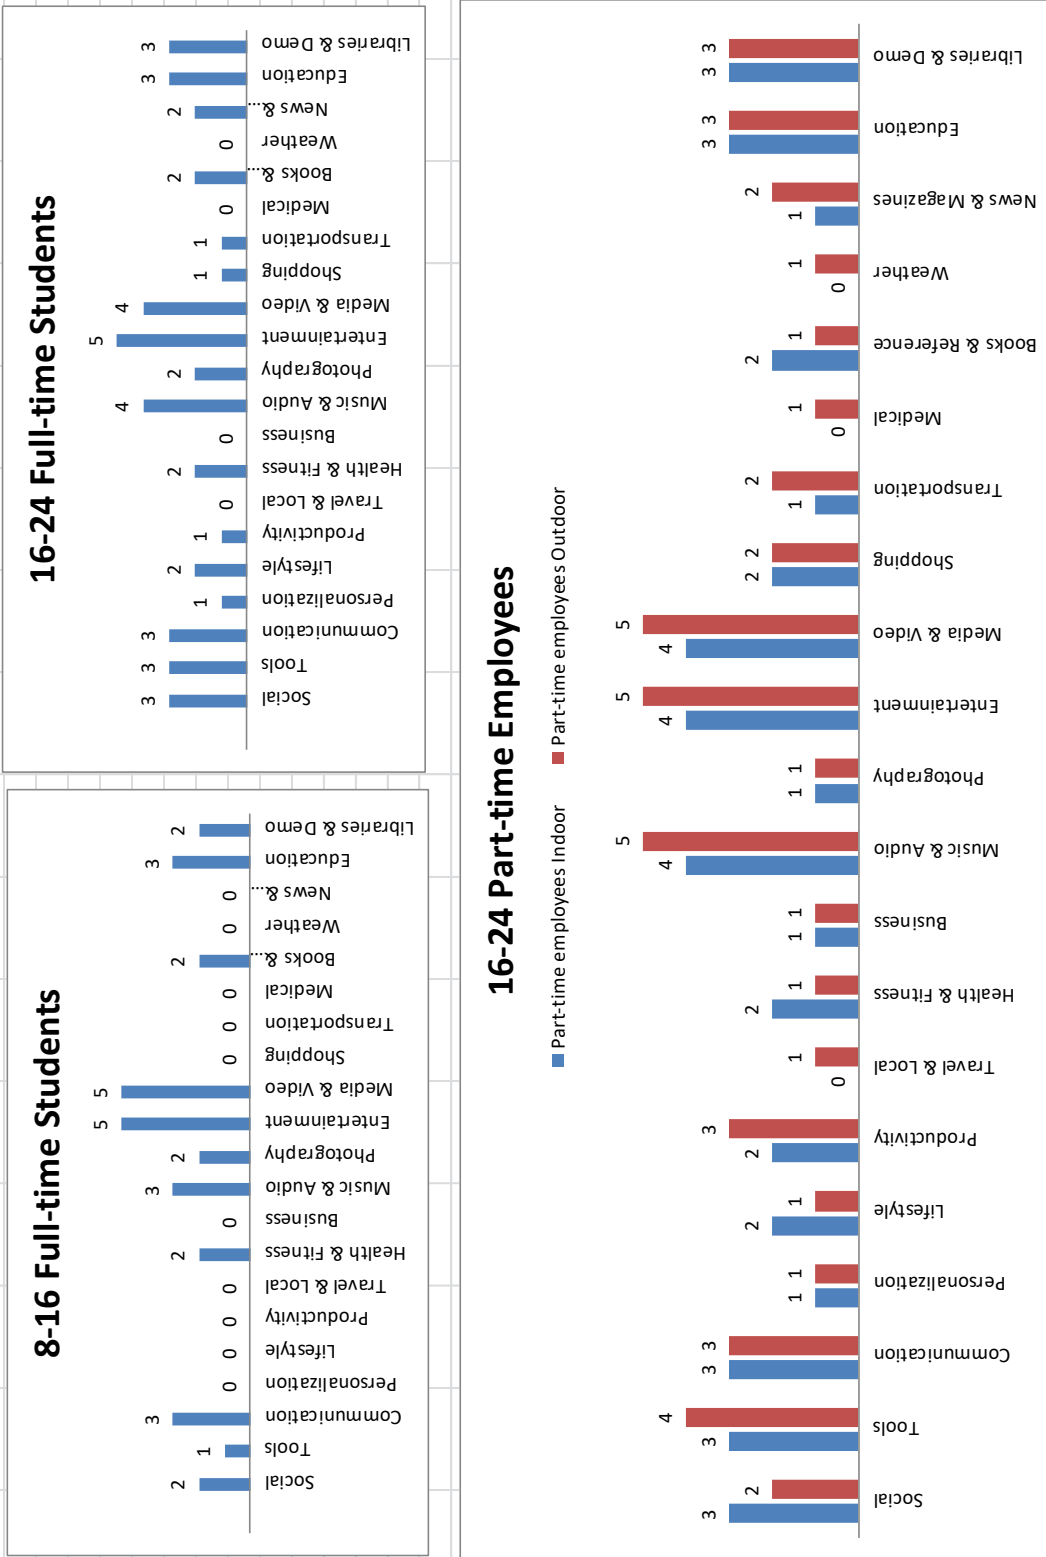 8-16 Full-time Students
2
1
3
0
0
0
0
2
0
3
2
5
5
0
0
0
2
0
0
3
2
Social
Tools
Communication
Personalization
Lifestyle
Productivity
Travel & Local
Health & Fitness
Business
Music & Audio
Photography
Entertainment
Media & Video
Shopping
Transportation
Medical
Books &...
Weather
News &...
Education
Libraries & Demo
16-24 Full-time Students
3
3
3
1
2
1
0
2
0
4
2
5
4
1
1
0
2
0
2
3
3
Social
Tools
Communication
Personalization
Lifestyle
Productivity
Travel & Local
Health & Fitness
Business
Music & Audio
Photography
Entertainment
Media & Video
Shopping
Transportation
Medical
Books &...
Weather
News &...
Education
Libraries & Demo
16-24 Part-time Employees
Part-time employees Indoor
Part-time employees Outdoor
3 2
3 4
3 3
1 1
2 1
2 3
0 1
2 1
1 1
4 5
1 1
4 5
4 5
2 2
1 2
0 1
2 1
0 1
1 2
3 3
3 3
Social
Tools
Communication
Personalization
Lifestyle
Productivity
Travel & Local
Health & Fitness
Business
Music & Audio
Photography
Entertainment
Media & Video
Shopping
Transportation
Medical
Books & Reference
Weather
News & Magazines
Education
Libraries & Demo